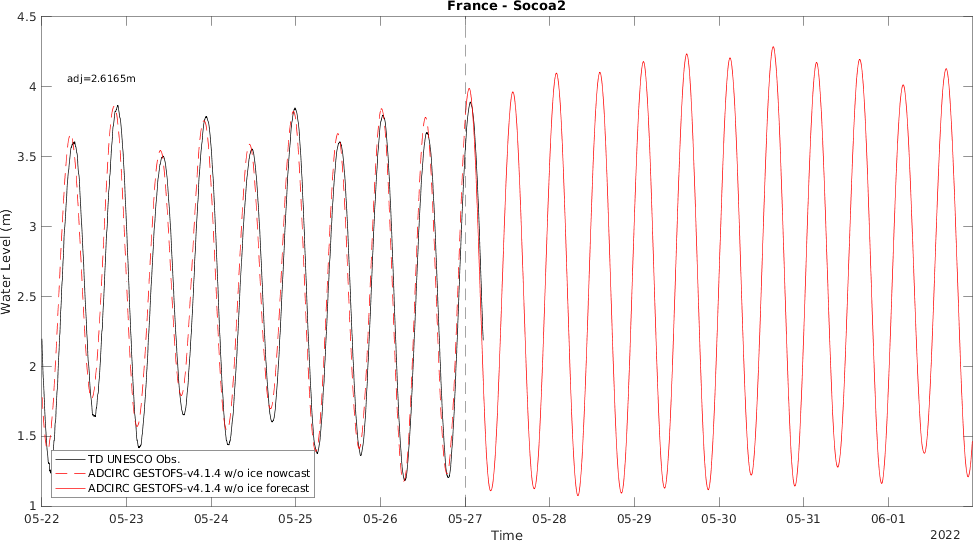 France - Socoa2
4.5
4
3.5
3
2.5
2
1.5
1
Water Level (m)
adj=2.6165m
TD UNESCO Obs.
ADCIRC GESTOFS-v4.1.4 w/o ice nowcast
ADCIRC GESTOFS-v4.1.4 w/o ice forecast
05-22 05-23 05-24 05-25 05-26 05-27 05-28 05-29 05-30 05-31 06-01
Time
2022